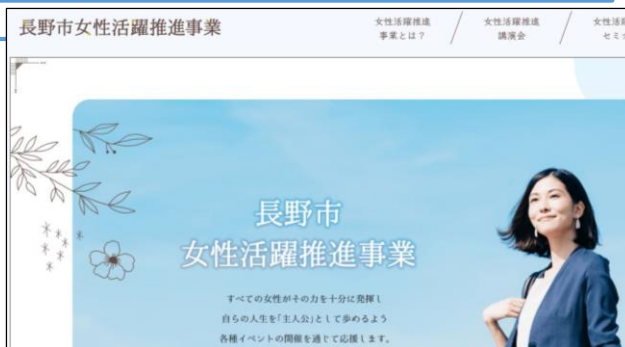 長野市女性活躍推進事業
女性活躍推進
事業とは？
女性活躍推進
講演会
長野市
女性活躍推進事業
すべての女性がその力を十分に発揮し
自らの人生を「主人公」として歩めるよう
各種イベントの開催を通じて応援します。